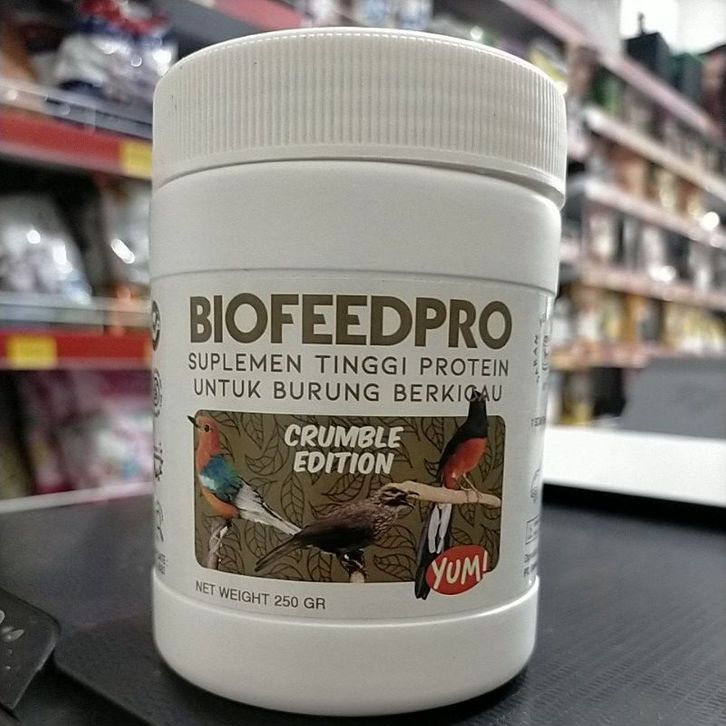 BIOFEEDPRO
SUPLEMEN TINGGI PROTEIN
UNTUK BURUNG BERKICAU
CRUMBLE
EDITION
YUM!
NET WEIGHT 250 GR